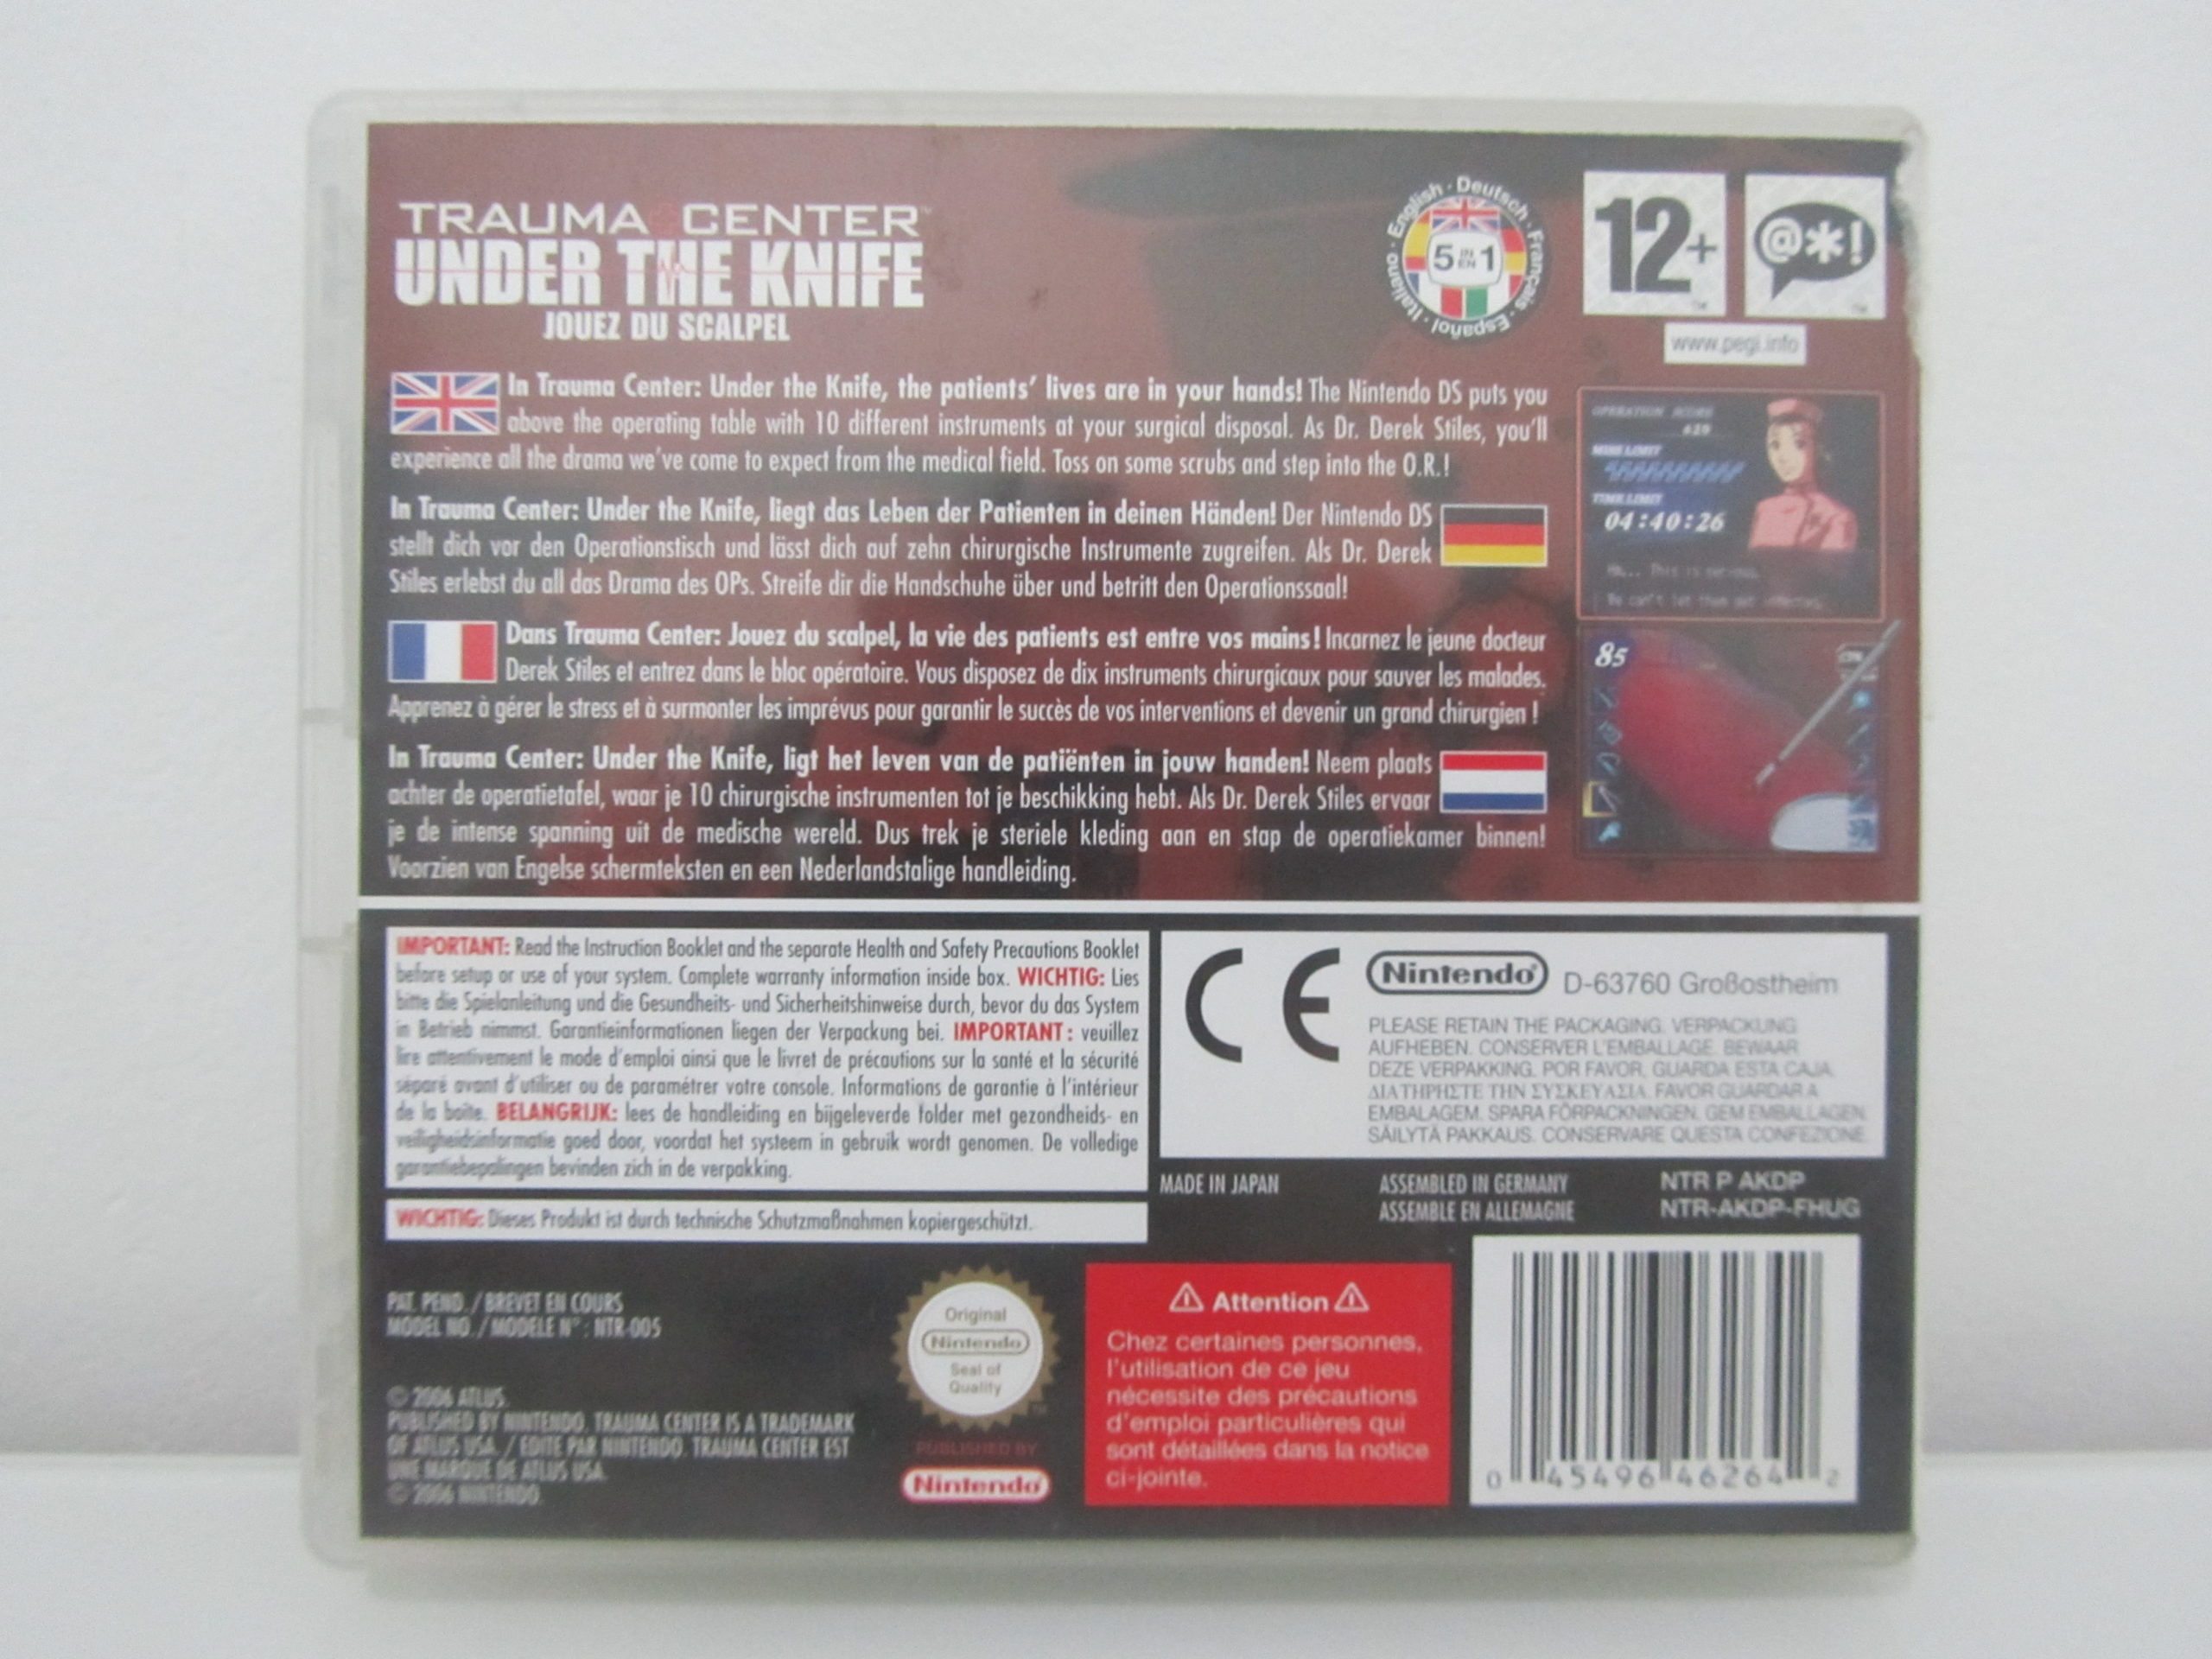 TRAUMA CENTER™
UNDER THE KNIFE
JOUEZ DU SCALPEL
English · Deutsch · Français · Español · Italiano ·
5 IN EN 1
12+
@*!
www.pegi.info
In Trauma Center: Under the Knife, the patients’ lives are in your hands! The Nintendo DS puts you
above the operating table with 10 different instruments at your surgical disposal. As Dr. Derek Stiles, you’ll
experience all the drama we’ve come to expect from the medical field. Toss on some scrubs and step into the O.R.!
In Trauma Center: Under the Knife, liegt das Leben der Patienten in deinen Händen! Der Nintendo DS
stellt dich vor den Operationstisch und lässt dich auf zehn chirurgische Instrumente zugreifen. Als Dr. Derek
Stiles erlebst du all das Drama des OPs. Streife dir die Handschuhe über und betritt den Operationssaal!
Dans Trauma Center: Jouez du scalpel, la vie des patients est entre vos mains! Incarnez le jeune docteur
Derek Stiles et entrez dans le bloc opératoire. Vous disposez de dix instruments chirurgicaux pour sauver les malades.
Apprenez à gérer le stress et à surmonter les imprévus pour garantir le succès de vos interventions et devenir un grand chirurgien !
In Trauma Center: Under the Knife, ligt het leven van de patiënten in jouw handen! Neem plaats
achter de operatietafel, waar je 10 chirurgische instrumenten tot je beschikking hebt. Als Dr. Derek Stiles ervaar
je de intense spanning uit de medische wereld. Dus trek je steriele kleding aan en stap de operatiekamer binnen!
Voorzien van Engelse schermteksten en een Nederlandstalige handleiding.
OPERATION SCORE
620
TIME LIMIT
04:40:26
This is serious.
85
IMPORTANT: Read the Instruction Booklet and the separate Health and Safety Precautions Booklet
before setup or use of your system. Complete warranty information inside box. WICHTIG: Lies
bitte die Spielanleitung und die Gesundheits- und Sicherheitshinweise durch, bevor du das System
in Betrieb nimmst. Garantieinformationen liegen der Verpackung bei. IMPORTANT : veuillez
lire attentivement le mode d’emploi ainsi que le livret de précautions sur la santé et la sécurité
séparé avant d’utiliser ou de paramétrer votre console. Informations de garantie à l’intérieur
de la boîte. BELANGRIJK: lees de handleiding en bijgeleverde folder met gezondheids- en
veiligheidsinformatie goed door, voordat het systeem in gebruik wordt genomen. De volledige
garantiebepalingen bevinden zich in de verpakking.
WICHTIG: Dieses Produkt ist durch technische Schutzmaßnahmen kopiergeschützt.
CE
Nintendo® D-63760 Großostheim
PLEASE RETAIN THE PACKAGING. VERPACKUNG
AUFHEBEN. CONSERVER L’EMBALLAGE. BEWAAR
DEZE VERPAKKING. POR FAVOR, GUARDA ESTA CAJA.
ΔΙΑΤΗΡΗΣΤΕ ΤΗΝ ΣΥΣΚΕΥΑΣΙΑ. FAVOR GUARDAR A
EMBALAGEM. SPARA FÖRPACKNINGEN. GEM EMBALLAGEN.
SÄILYTÄ PAKKAUS. CONSERVARE QUESTA CONFEZIONE.
MADE IN JAPAN
ASSEMBLED IN GERMANY
ASSEMBLE EN ALLEMAGNE
NTR P AKDP
NTR-AKDP-FHUG
PAT. PEND. / BREVET EN COURS
MODEL NO. / MODELE N° : NTR-005
© 2006 ATLUS.
PUBLISHED BY NINTENDO. TRAUMA CENTER IS A TRADEMARK
OF ATLUS USA. / EDITE PAR NINTENDO. TRAUMA CENTER EST
UNE MARQUE DE ATLUS USA.
© 2006 NINTENDO.
Original
Nintendo
Seal of
Quality
PUBLISHED BY
Nintendo®
Attention
Chez certaines personnes,
l’utilisation de ce jeu
nécessite des précautions
d’emploi particulières qui
sont détaillées dans la notice
ci-jointe.
0 45496 46264 2